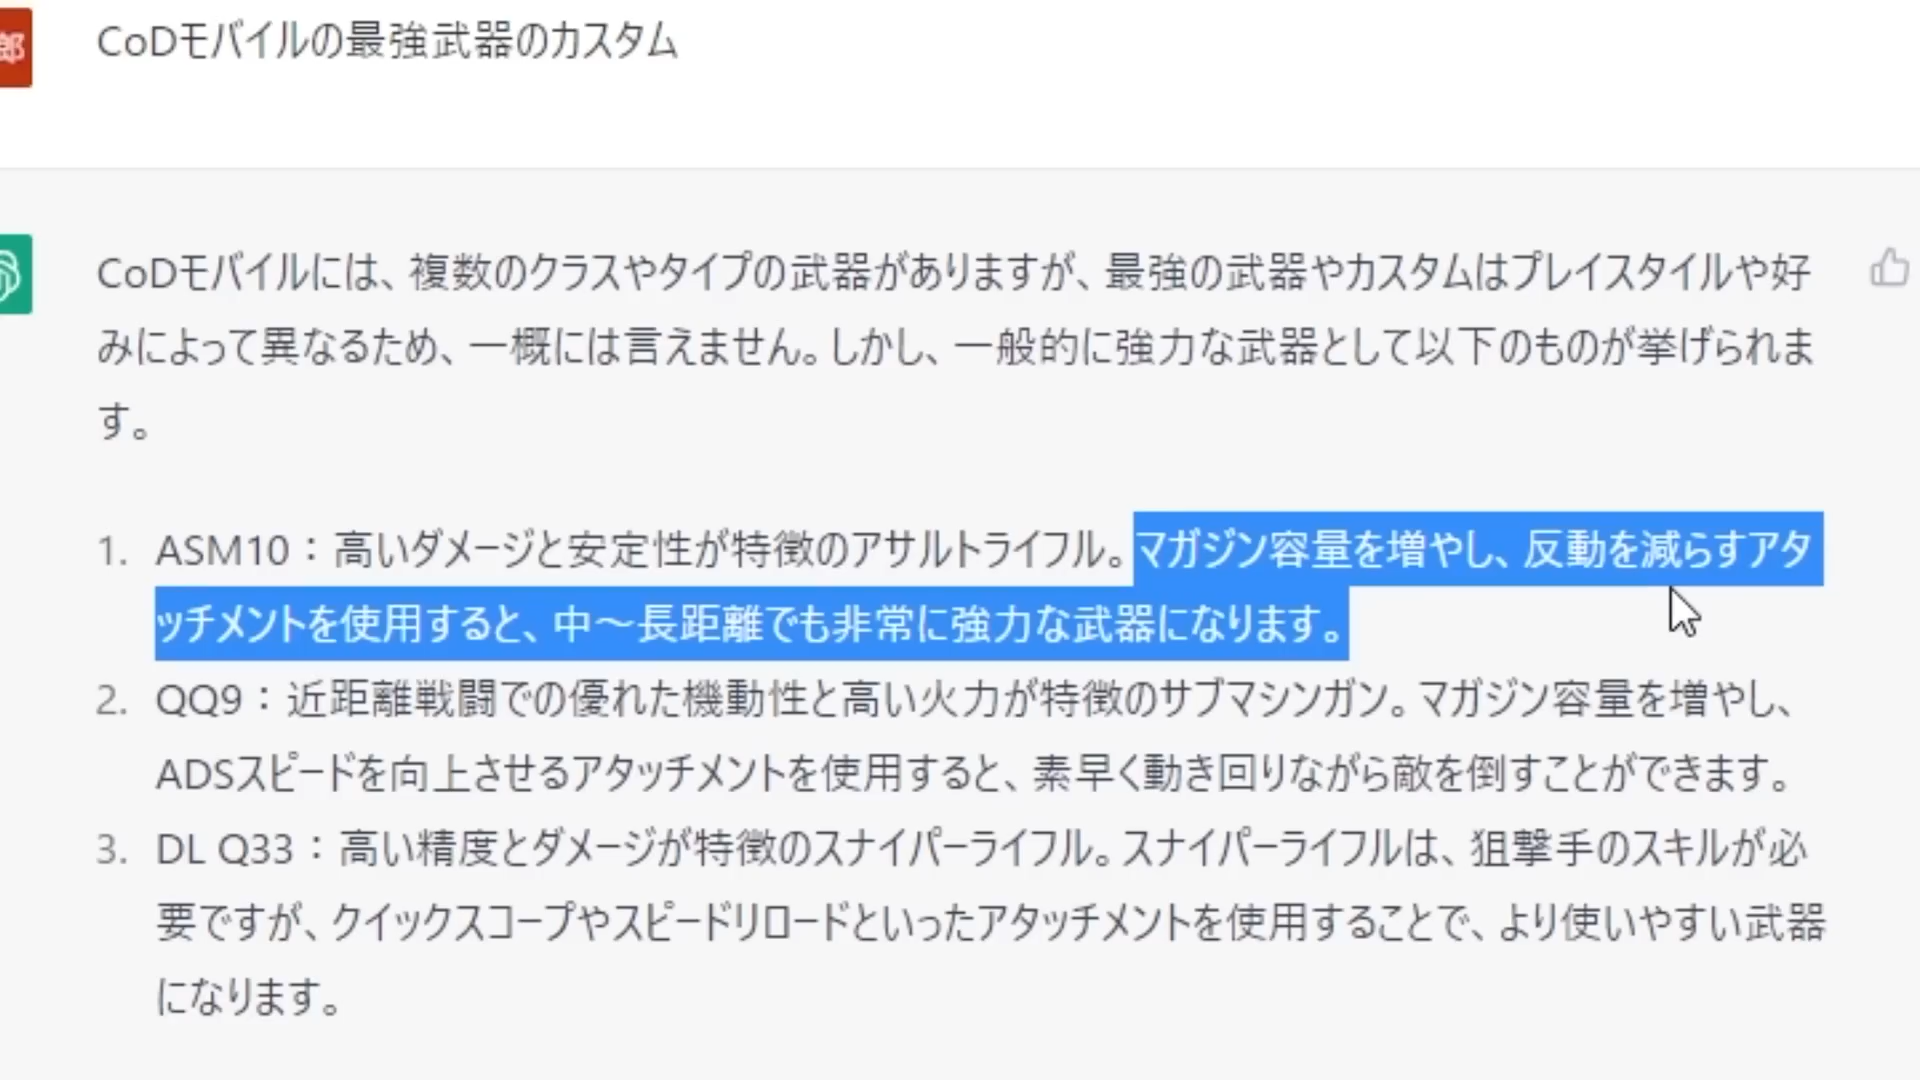 郎
CoDモバイルの最強武器のカスタム
CoDモバイルには、複数のクラスやタイプの武器がありますが、最強の武器やカスタムはプレイスタイルや好
みによって異なるため、一概には言えません。しかし、一般的に強力な武器として以下のものが挙げられま
す。
1. ASM10：高いダメージと安定性が特徴のアサルトライフル。マガジン容量を増やし、反動を減らすアタ
ッチメントを使用すると、中～長距離でも非常に強力な武器になります。
2. QQ9：近距離戦闘での優れた機動性と高い火力が特徴のサブマシンガン。マガジン容量を増やし、
ADSスピードを向上させるアタッチメントを使用すると、素早く動き回りながら敵を倒すことができます。
3. DL Q33：高い精度とダメージが特徴のスナイパーライフル。スナイパーライフルは、狙撃手のスキルが必
要ですが、クイックスコープやスピードリロードといったアタッチメントを使用することで、より使いやすい武器
になります。